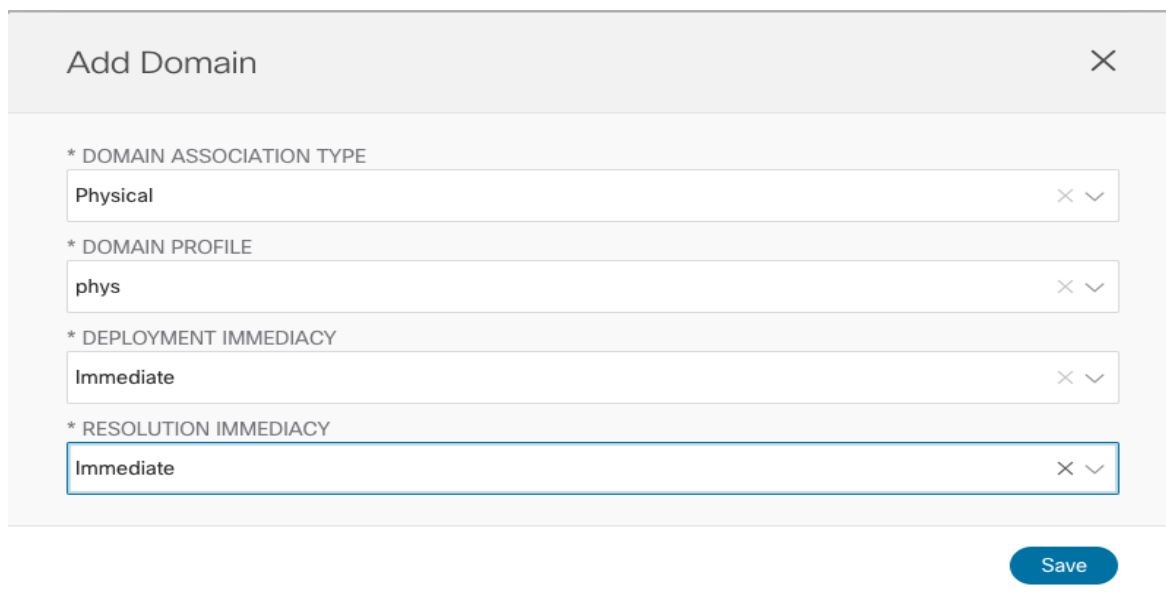 Add Domain
* DOMAIN ASSOCIATION TYPE
Physical
* DOMAIN PROFILE
phys
* DEPLOYMENT IMMEDIACY
Immediate
* RESOLUTION IMMEDIACY
Immediate
Save